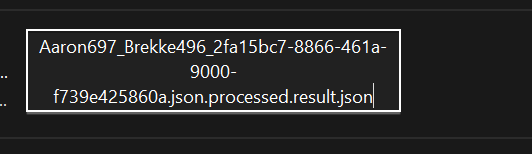 Aaron697_Brekke496_2fa15bc7-8866-461a-
9000-
f739e425860a.json.processed.result.json
..
..